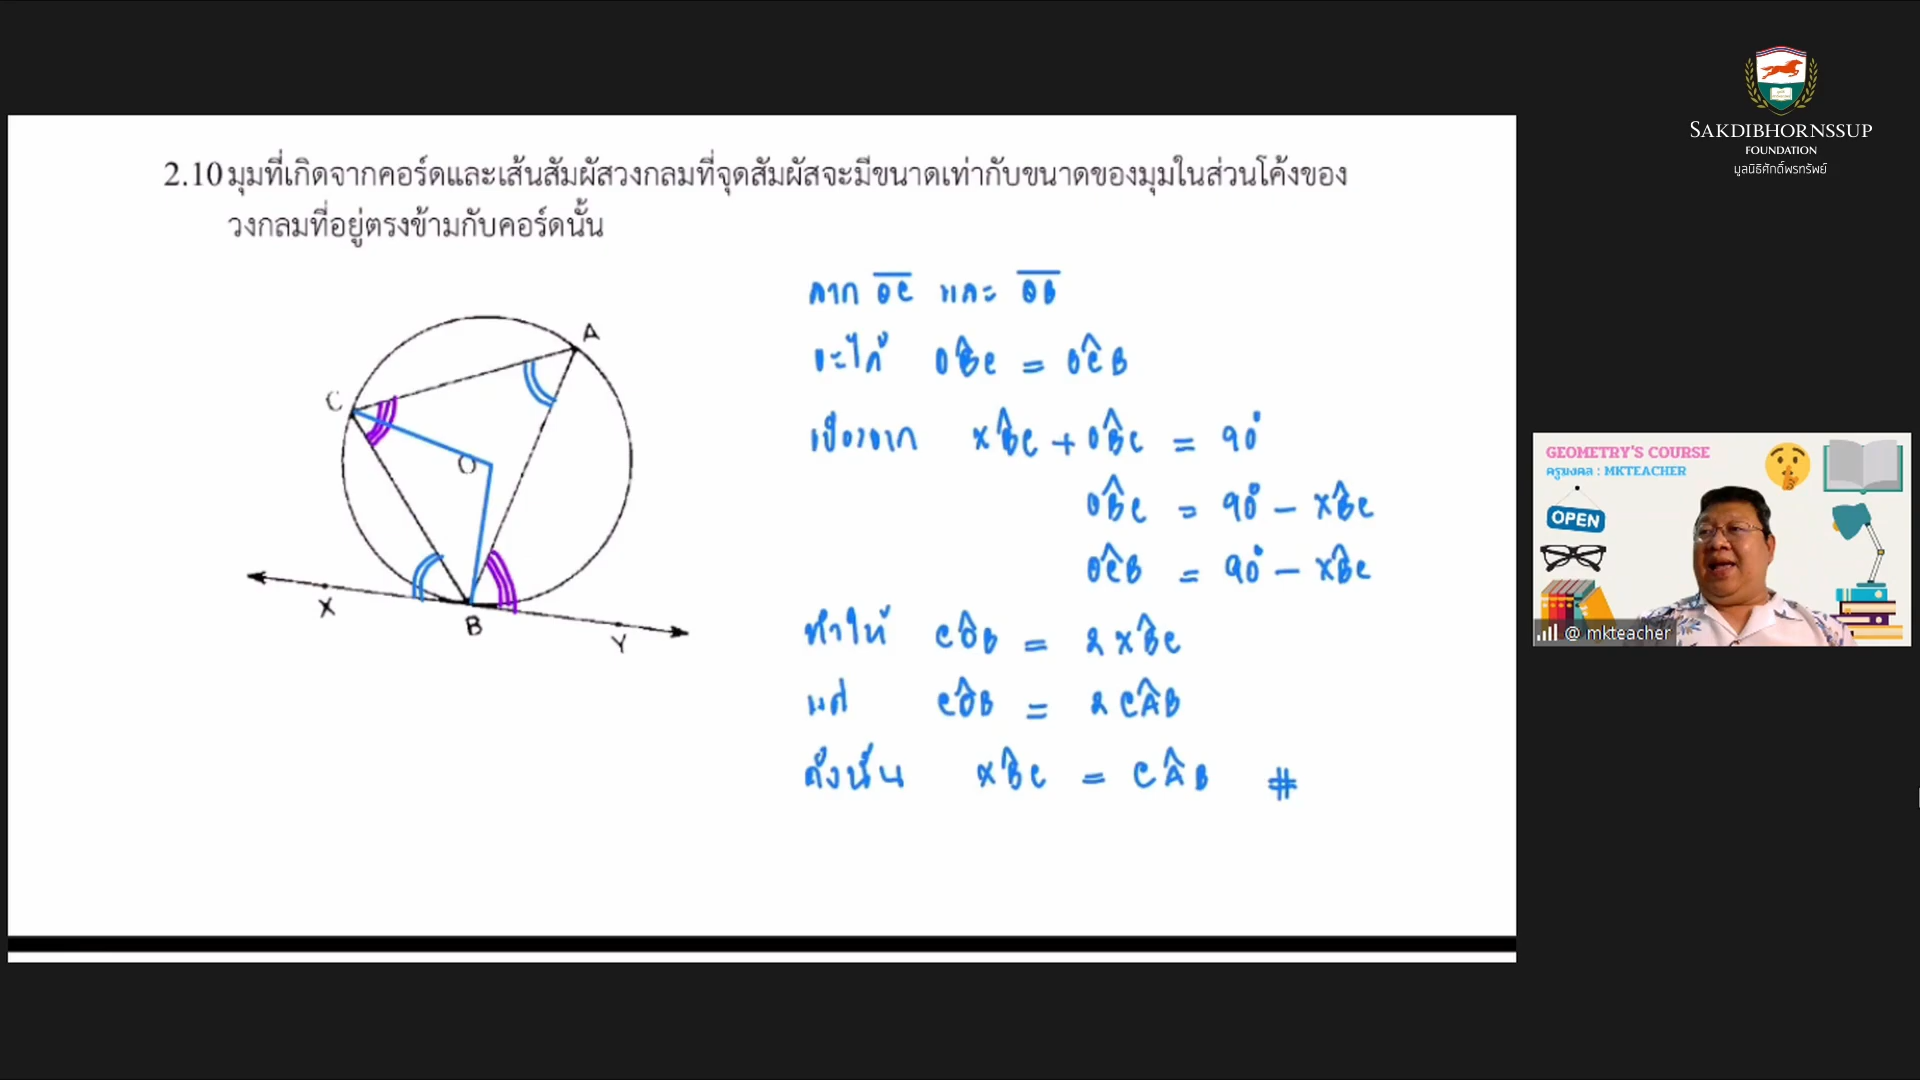 SAKDIBHORNSSUP
FOUNDATION
มูลนิธิศักดิ์พรทรัพย์
2.10 มุมที่เกิดจากคอร์ดและเส้นสัมผัสวงกลมที่จุดสัมผัสจะมีขนาดเท่ากับขนาดของมุมในส่วนโค้งของ
วงกลมที่อยู่ตรงข้ามกับคอร์ดนั้น
ลาก O̅C̅ และ O̅B̅
จะได้ OB̂C = OĈB
เนื่องจาก XB̂C + OB̂C = 90°
OB̂C = 90° - XB̂C
OĈB = 90° - XB̂C
ทำให้ CÔB = 2XB̂C
แต่ CÔB = 2CÂB
ดังนั้น XB̂C = CÂB #
A
C
O
X
B
Y
GEOMETRY'S COURSE
ครูมงคล : MKTEACHER
OPEN
@ mkteacher